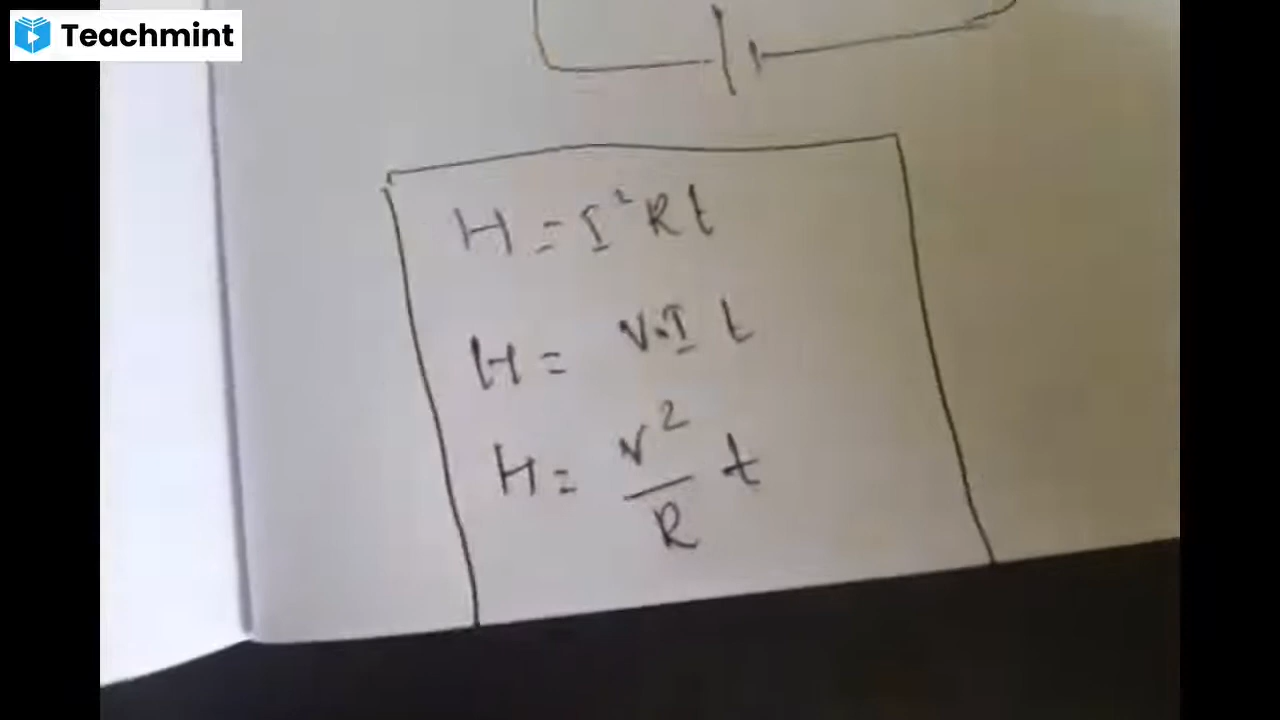 Teachmint
H = I²Rt
H = V.I t
H = V²/R t